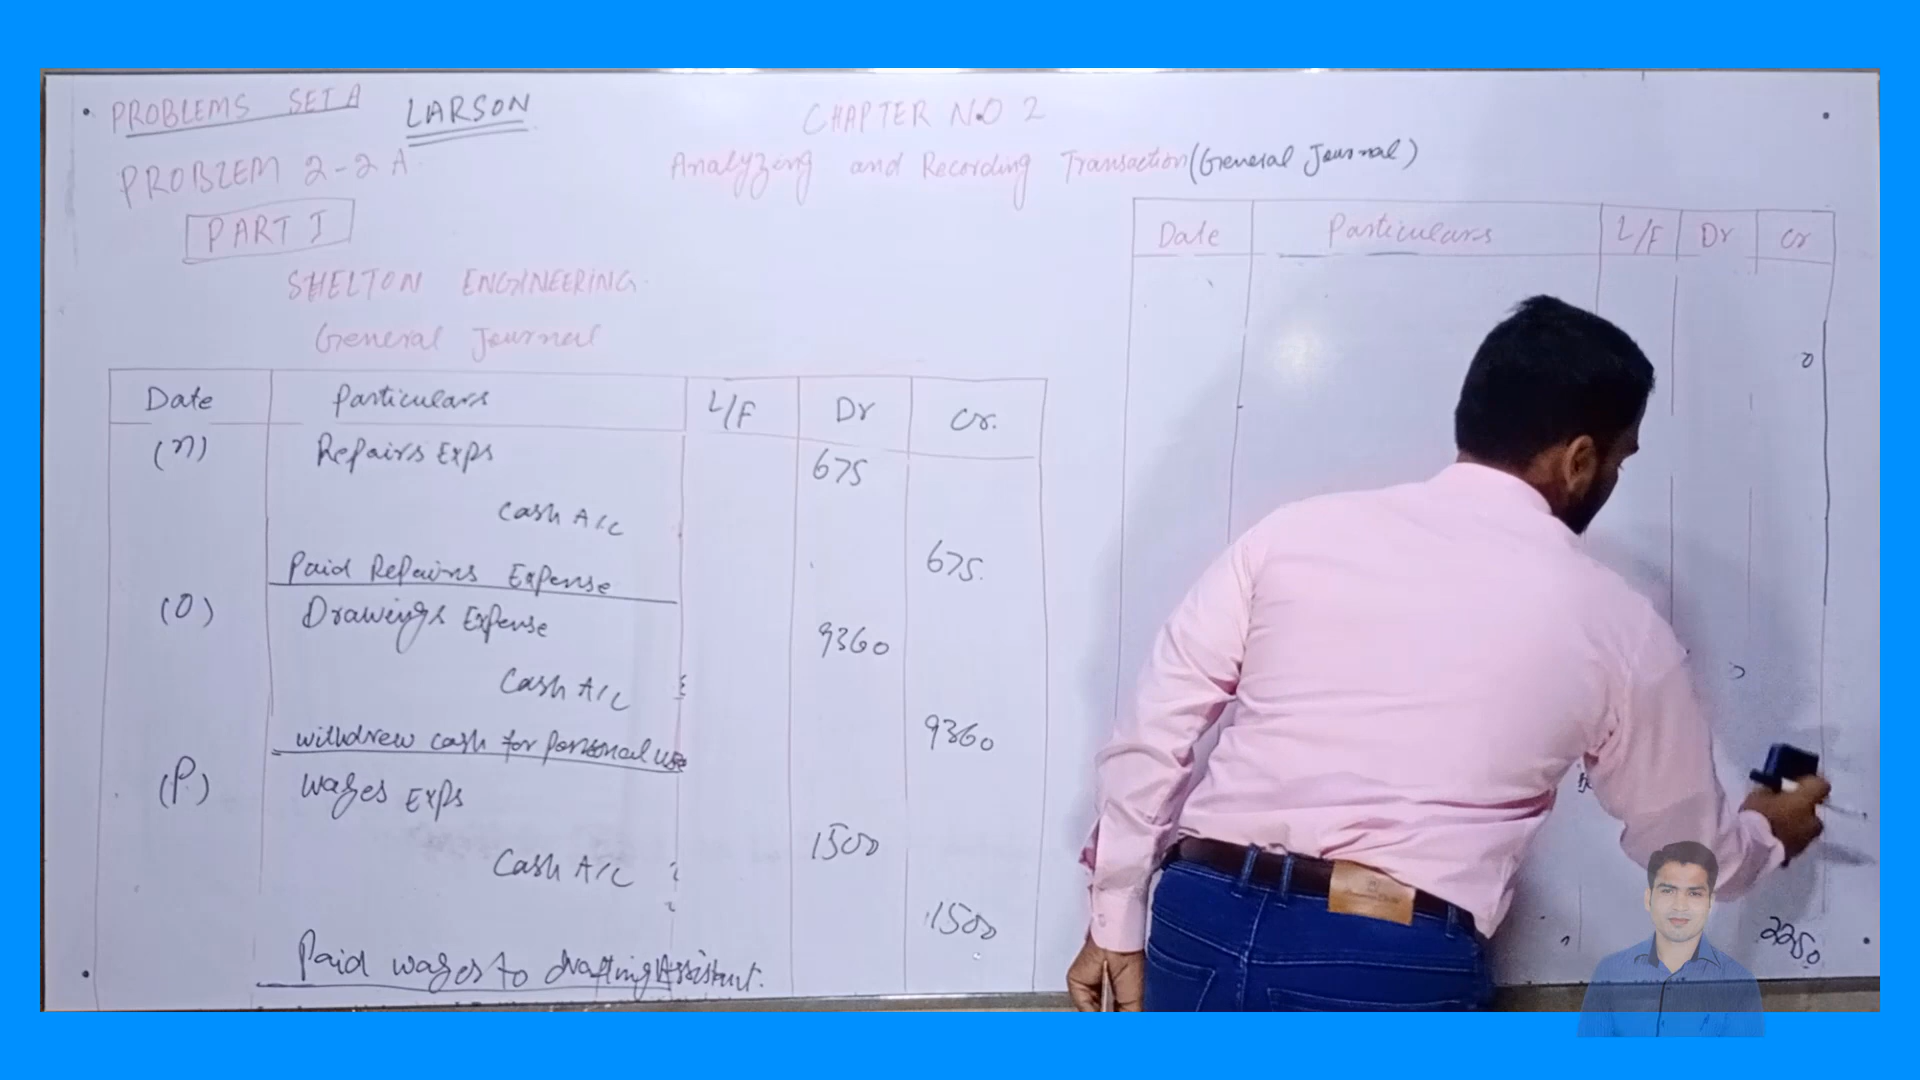 PROBLEMS SET A
LARSON
CHAPTER NO 2
PROBLEM 2-2A
Analyzing and Recording Transaction (General Journal)
PART I
SHELTON ENGINEERING
General Journal
Date Particulars L/F Dr Cr.
(n) Repairs Exps 675
Cash A/C 675
Paid Repairs Expense
(O) Drawings Expense 9360
Cash A/C 9360
withdrew cash for Personal use
(P) Wages Exps 1500
Cash A/C 1500
Paid wages to drafting Assistant.
Date Particulars L/F Dr Cr
2250